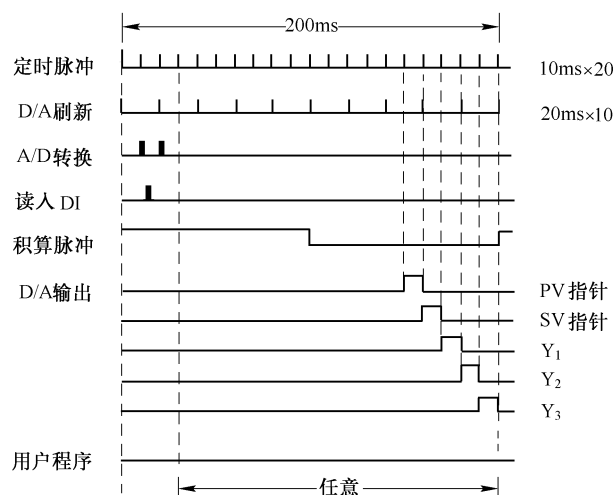 200ms
定时脉冲 10ms×20
D/A刷新 20ms×10
A/D转换
读入 DI
积算脉冲
D/A输出 PV指针
SV指针
Y₁
Y₂
Y₃
用户程序
任意